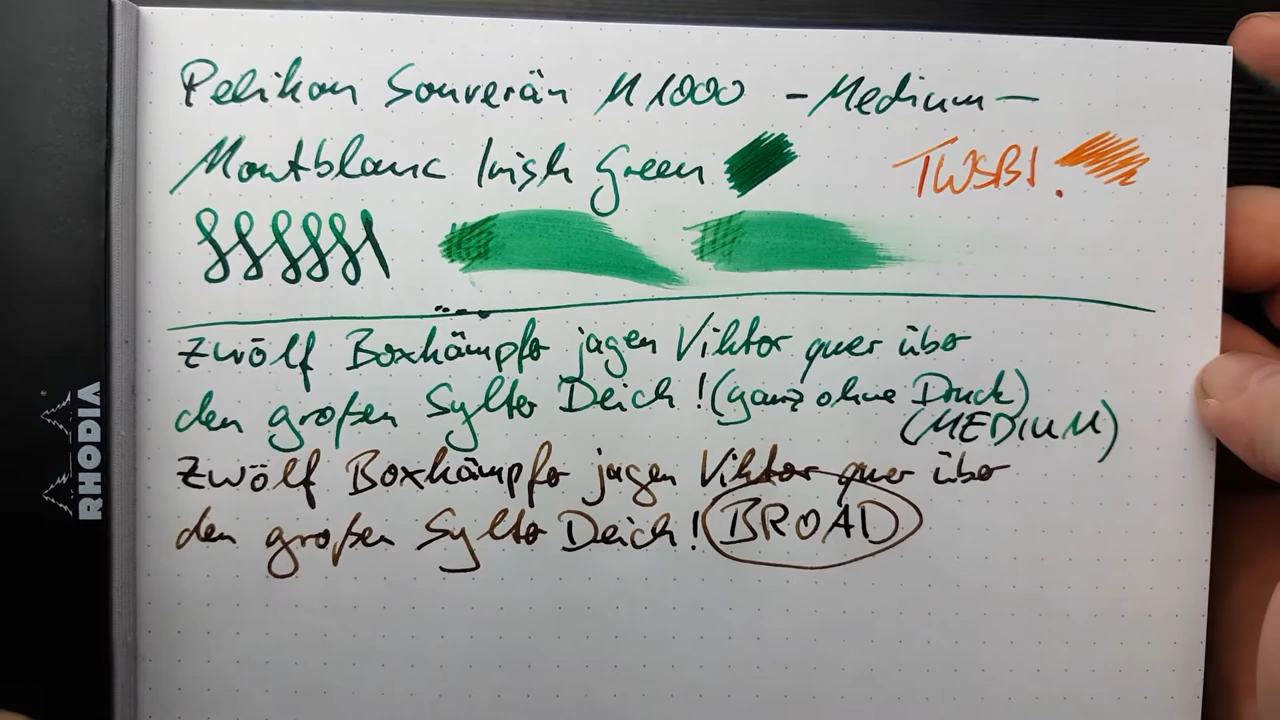 Pelikan Souverän M1000 - Medium -
Montblanc Irish Green
TWSBI.
Zwölf Boxkämpfer jagen Viktor quer über
den großen Sylter Deich! (ganz ohne Druck)
(MEDIUM)
Zwölf Boxkämpfer jagen Viktor quer über
den großen Sylter Deich! BROAD
RHODIA